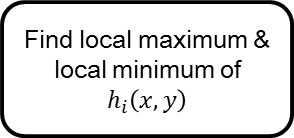 Find local maximum &
local minimum of
hᵢ(x, y)